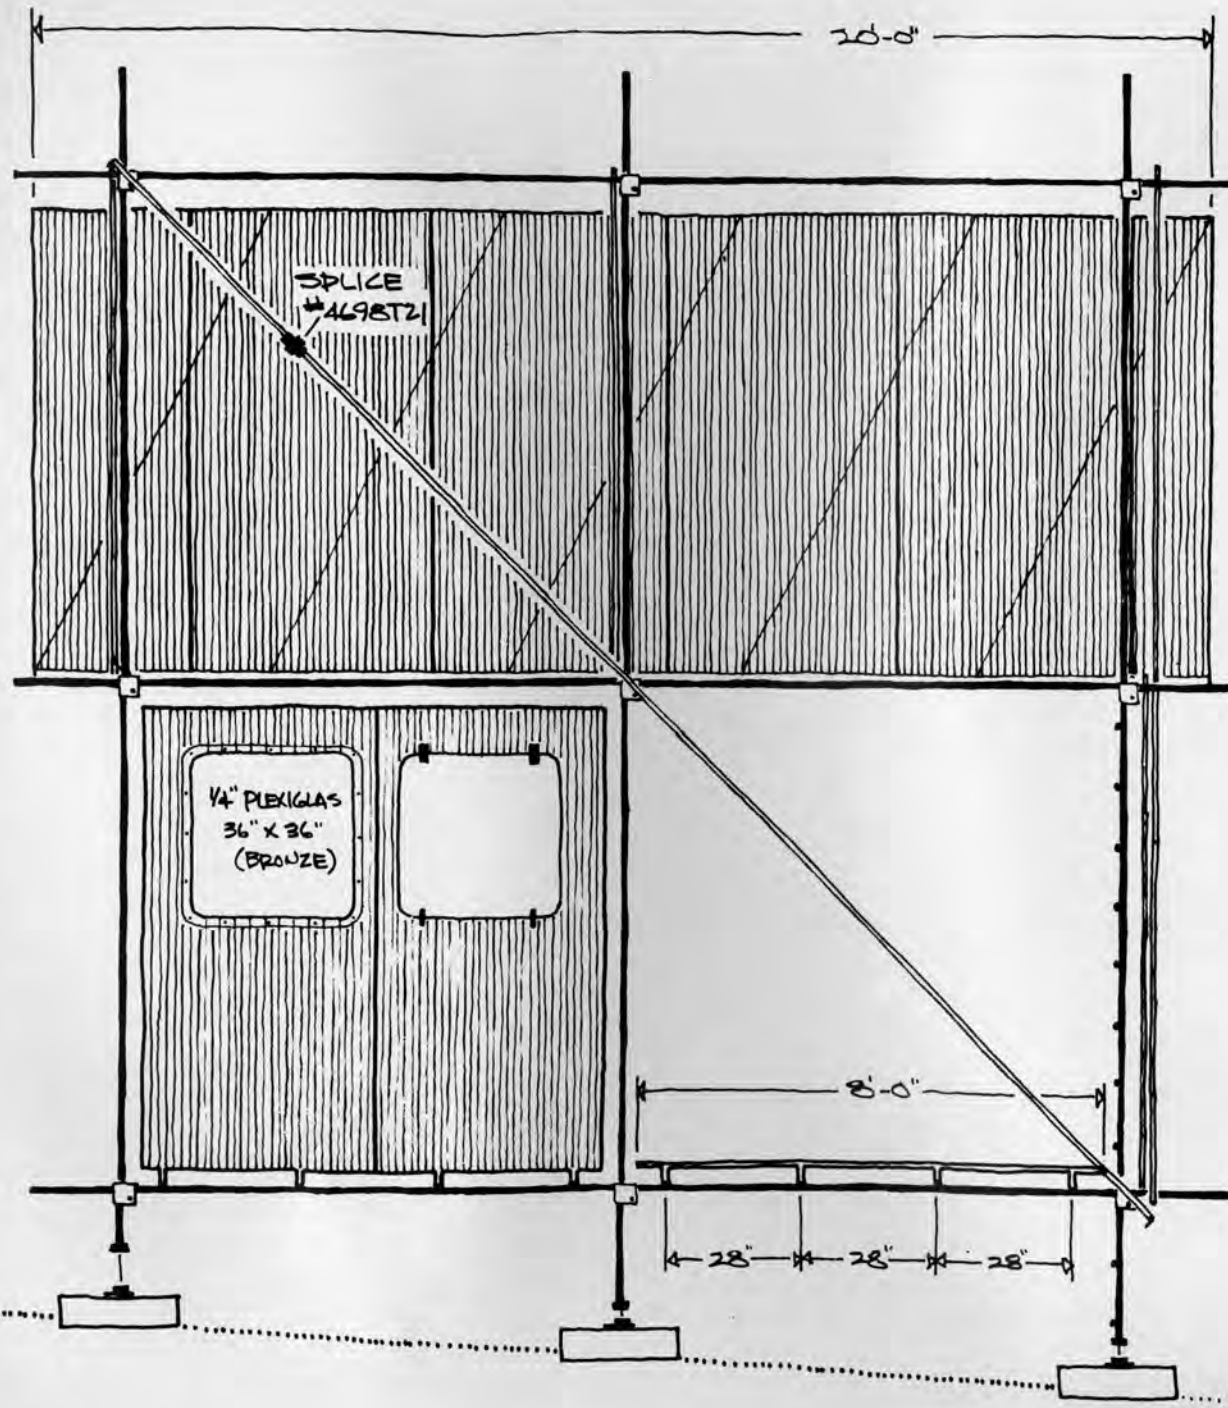 20'-0"
SPLICE
#4698T21
1/4" PLEXIGLAS
36" X 36"
(BRONZE)
8'-0"
28" 28" 28"